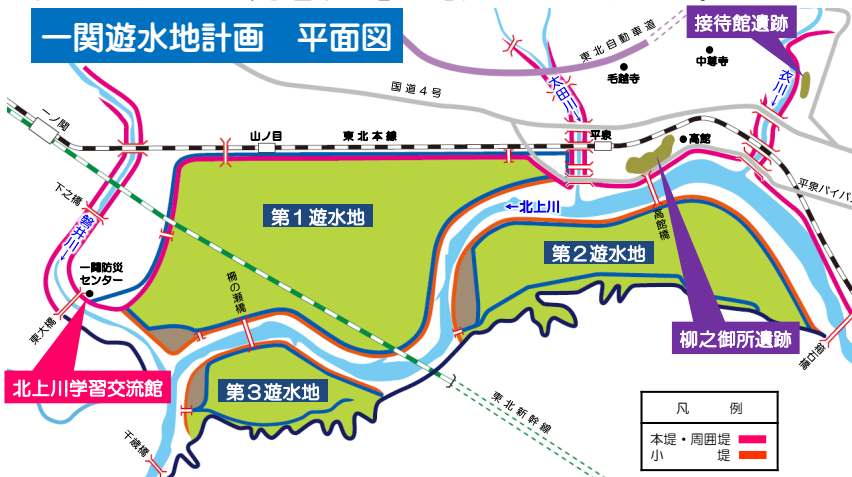 一関遊水地計画 平面図
接待館遺跡
東北自動車道
中尊寺
毛越寺
太田川→
衣川→
国道4号
一ノ関
山ノ目
東北本線
平泉
高館
平泉バイパス
下之橋
磐井川→
←北上川
第1遊水地
高館橋
第2遊水地
一関防災
センター
柵の瀬橋
東大橋
柳之御所遺跡
北上川学習交流館
第3遊水地
東北新幹線
千歳橋
凡 例
本堤・周囲堤
小 堤